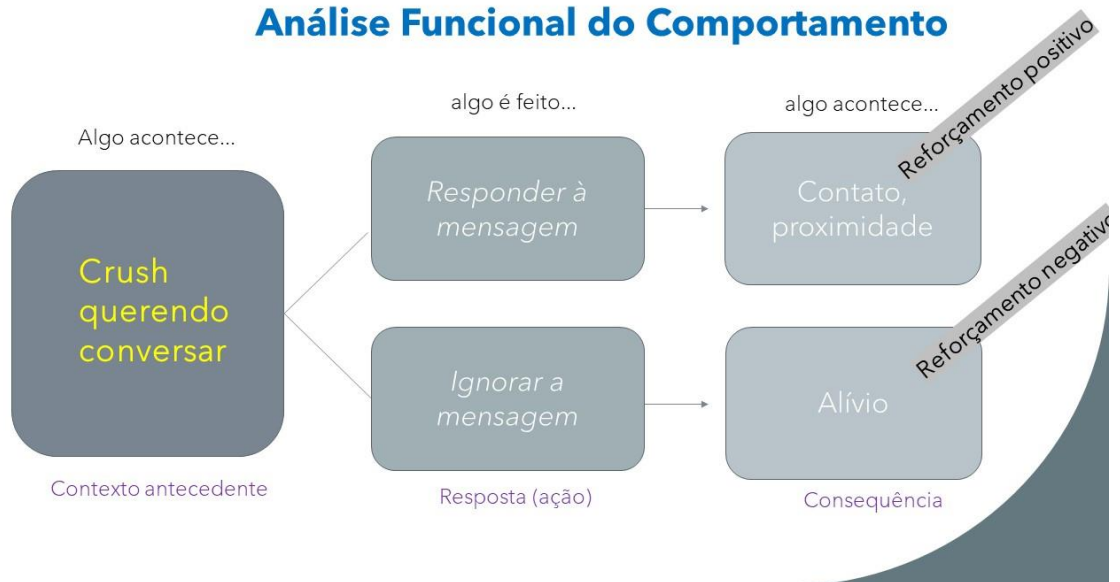 Análise Funcional do Comportamento
Algo acontece...
algo é feito...
algo acontece...
Crush
querendo
conversar
Responder à
mensagem
Contato,
proximidade
Reforçamento positivo
Ignorar a
mensagem
Alívio
Reforçamento negativo
Contexto antecedente
Resposta (ação)
Consequência